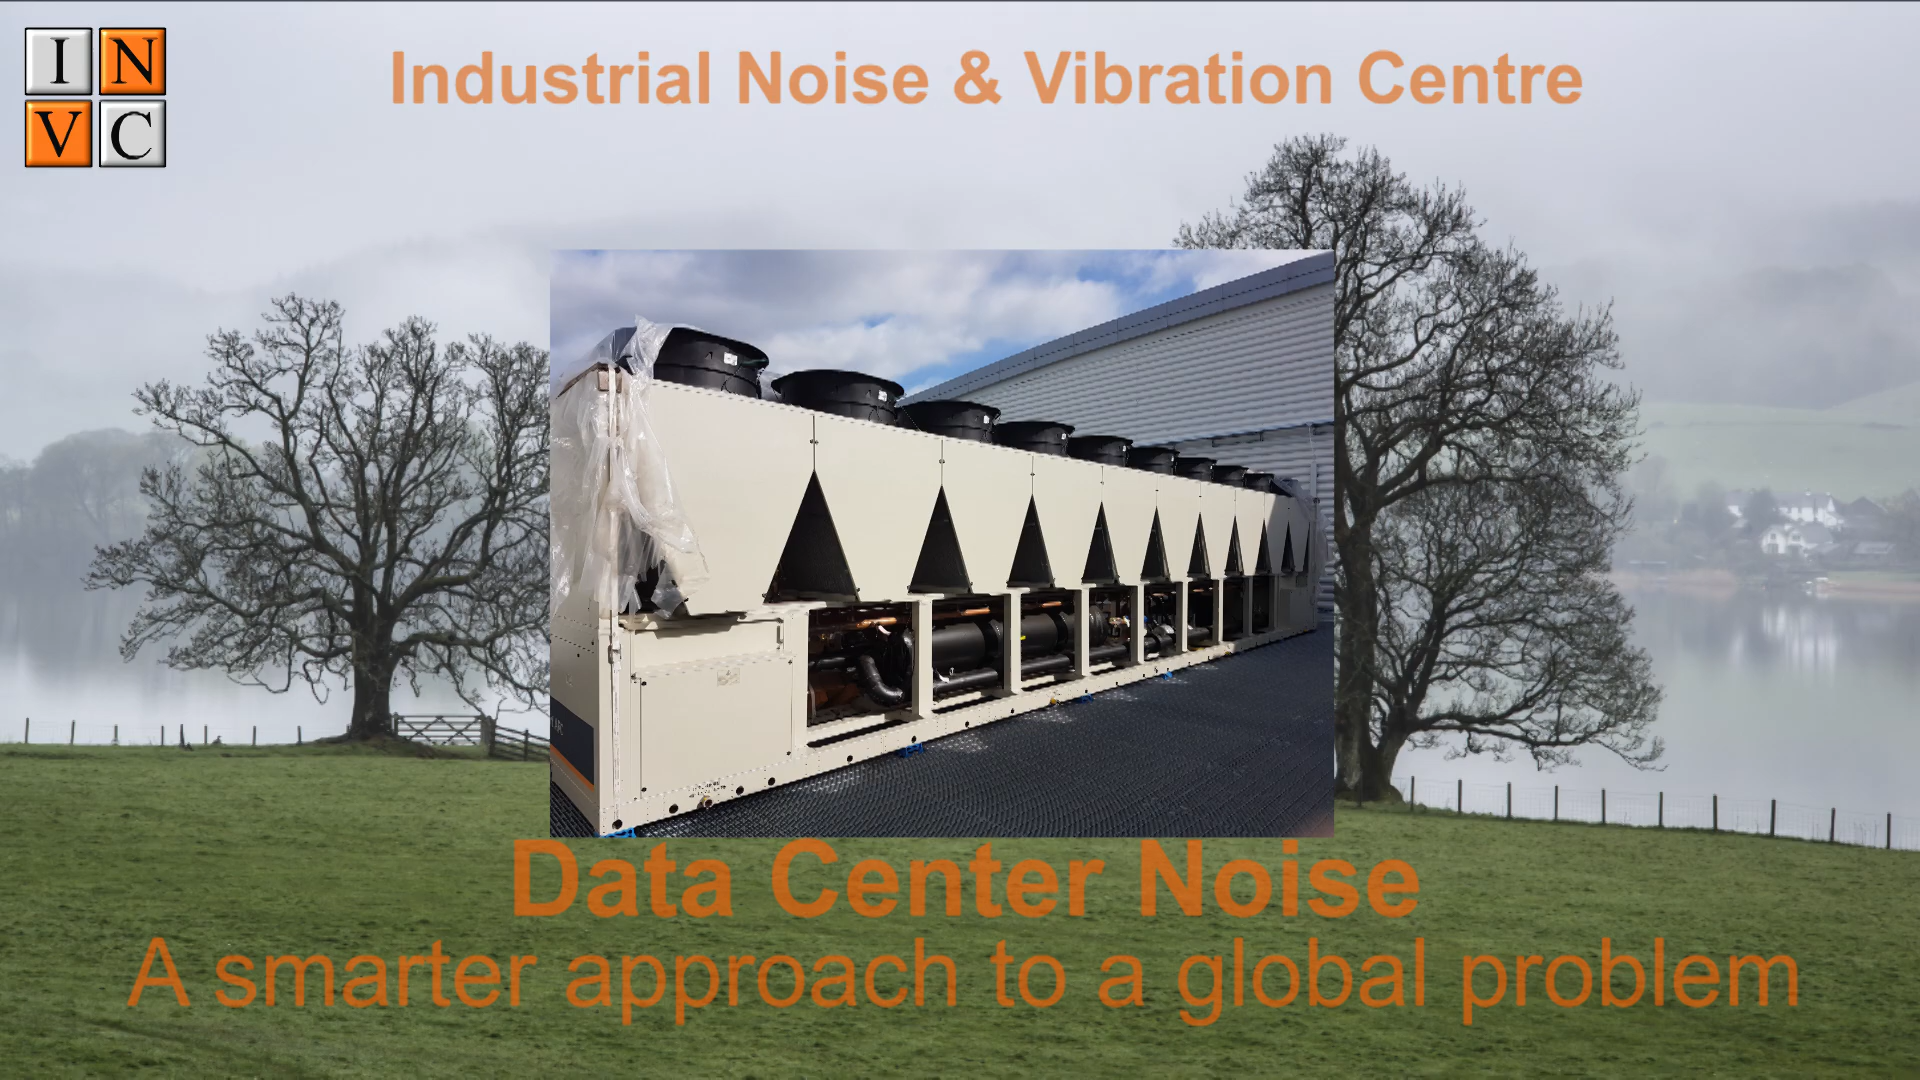 I N
V C
Industrial Noise & Vibration Centre
Data Center Noise
A smarter approach to a global problem